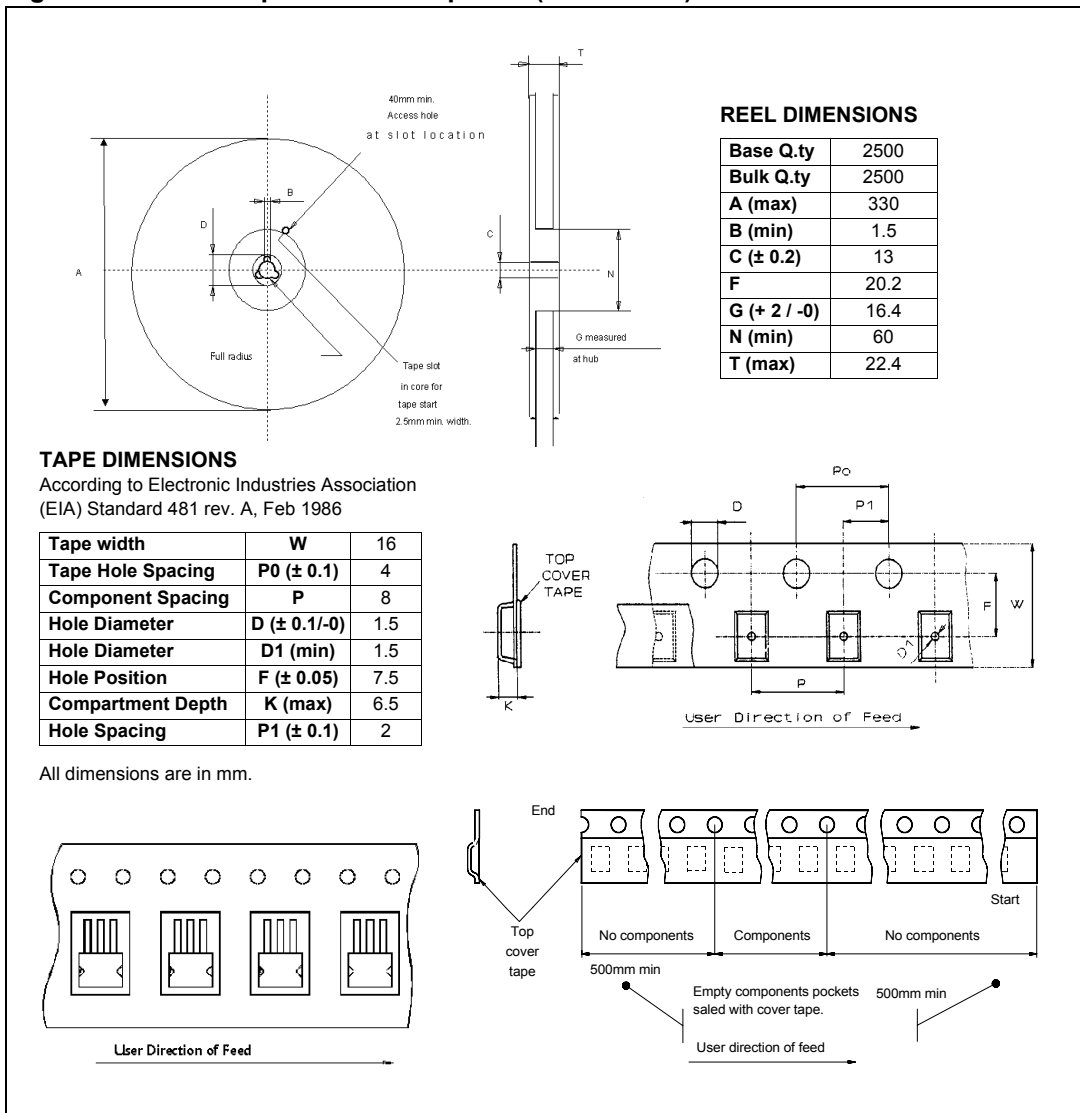 T
40mm min.
Access hole
at slot location
B
D
C
A
N
Full radius
Tape slot
in core for
tape start
2.5mm min. width.
G measured
at hub
REEL DIMENSIONS
Base Q.ty 2500
Bulk Q.ty 2500
A (max) 330
B (min) 1.5
C (± 0.2) 13
F 20.2
G (+ 2 / -0) 16.4
N (min) 60
T (max) 22.4
TAPE DIMENSIONS
According to Electronic Industries Association
(EIA) Standard 481 rev. A, Feb 1986
Tape width W 16
Tape Hole Spacing P0 (± 0.1) 4
Component Spacing P 8
Hole Diameter D (± 0.1/-0) 1.5
Hole Diameter D1 (min) 1.5
Hole Position F (± 0.05) 7.5
Compartment Depth K (max) 6.5
Hole Spacing P1 (± 0.1) 2
All dimensions are in mm.
TOP
COVER
TAPE
K
Po
D
P1
F
W
D1
P
User Direction of Feed
User Direction of Feed
End
Start
Top
cover
tape
No components
Components
No components
500mm min
Empty components pockets
saled with cover tape.
500mm min
User direction of feed